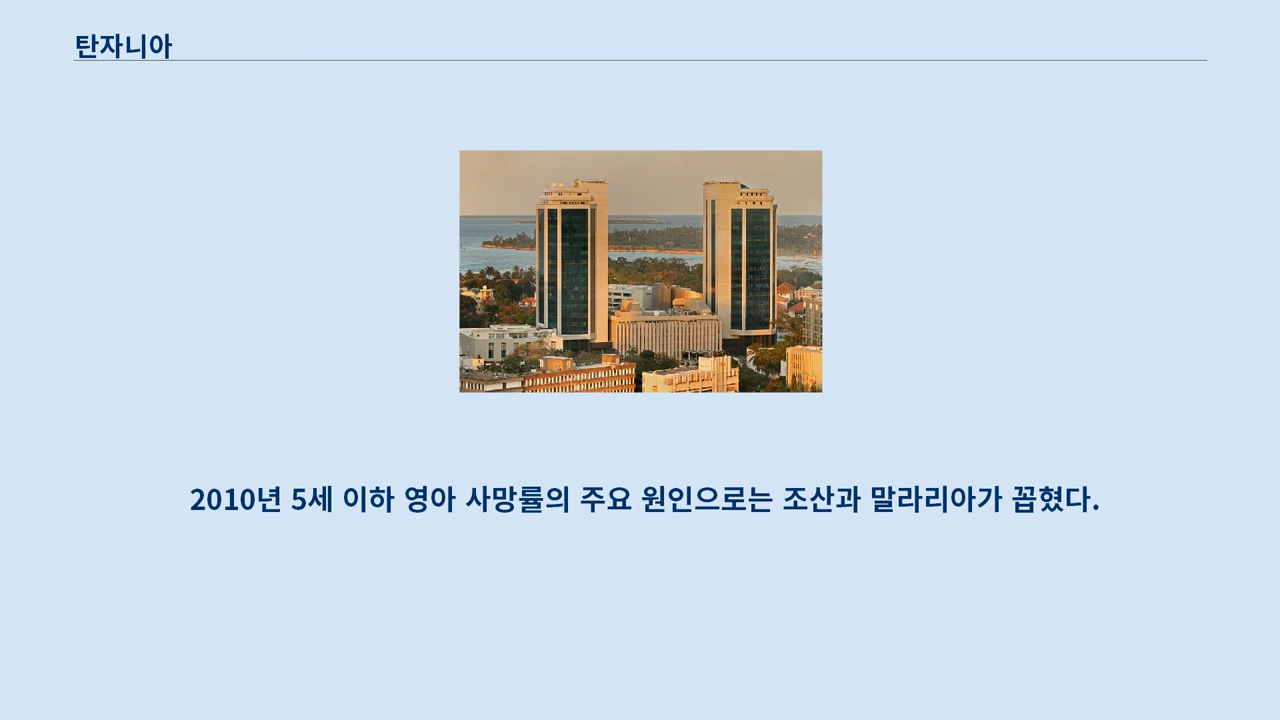 탄자니아
2010년 5세 이하 영아 사망률의 주요 원인으로는 조산과 말라리아가 꼽혔다.